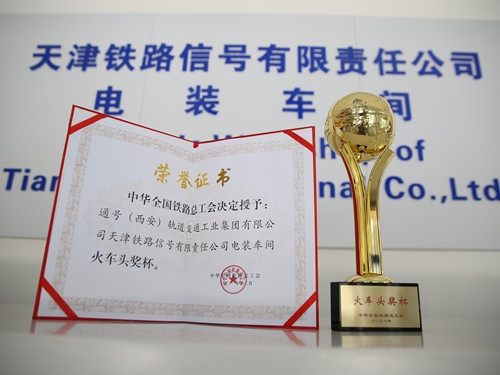 天津铁路信号有限责任公司
电装车间
of
Tian
Co.,Ltd
荣誉证书
中华全国铁路总工会决定授予:
通号（西安）轨道交通工业集团有限公
司天津铁路信号有限责任公司电装车间
火车头奖杯。
火车头奖杯